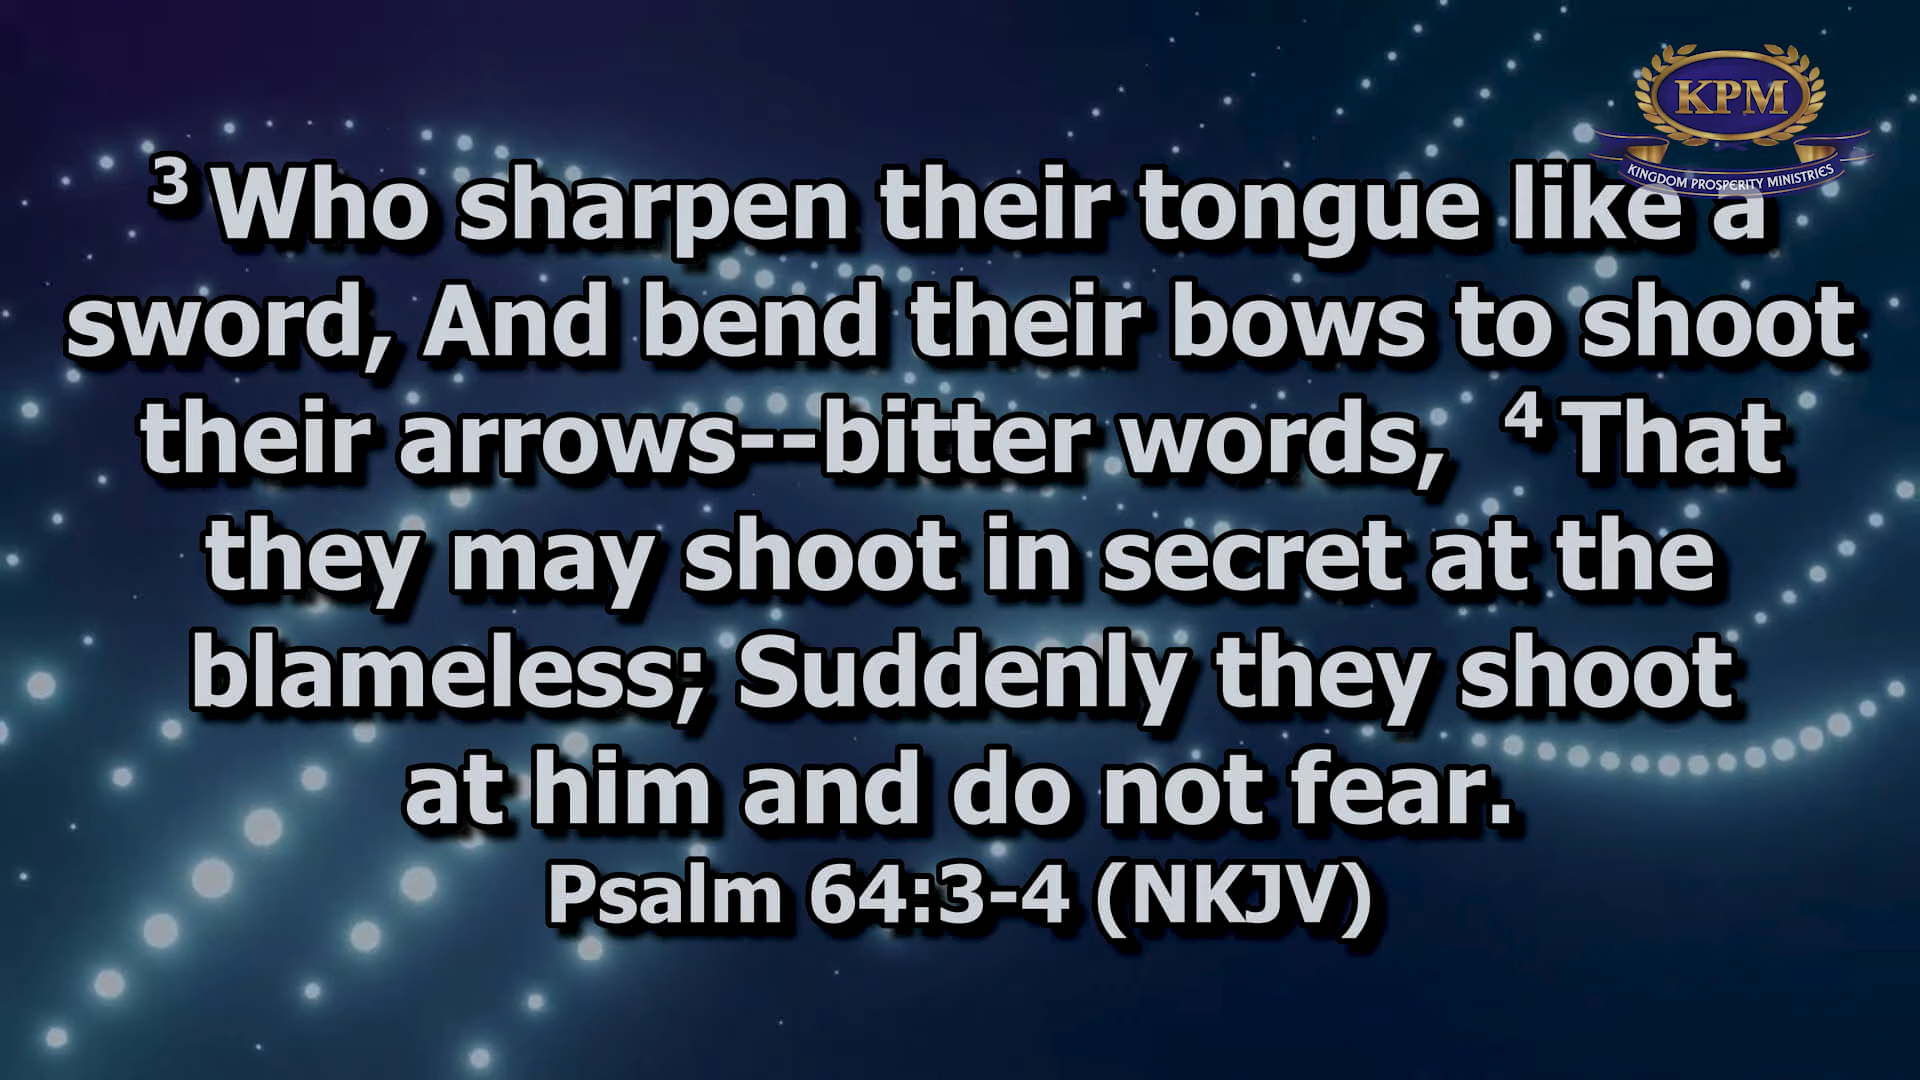 KPM
KINGDOM PROSPERITY MINISTRIES
3 Who sharpen their tongue like a
sword, And bend their bows to shoot
their arrows--bitter words, 4 That
they may shoot in secret at the
blameless; Suddenly they shoot
at him and do not fear.
Psalm 64:3-4 (NKJV)